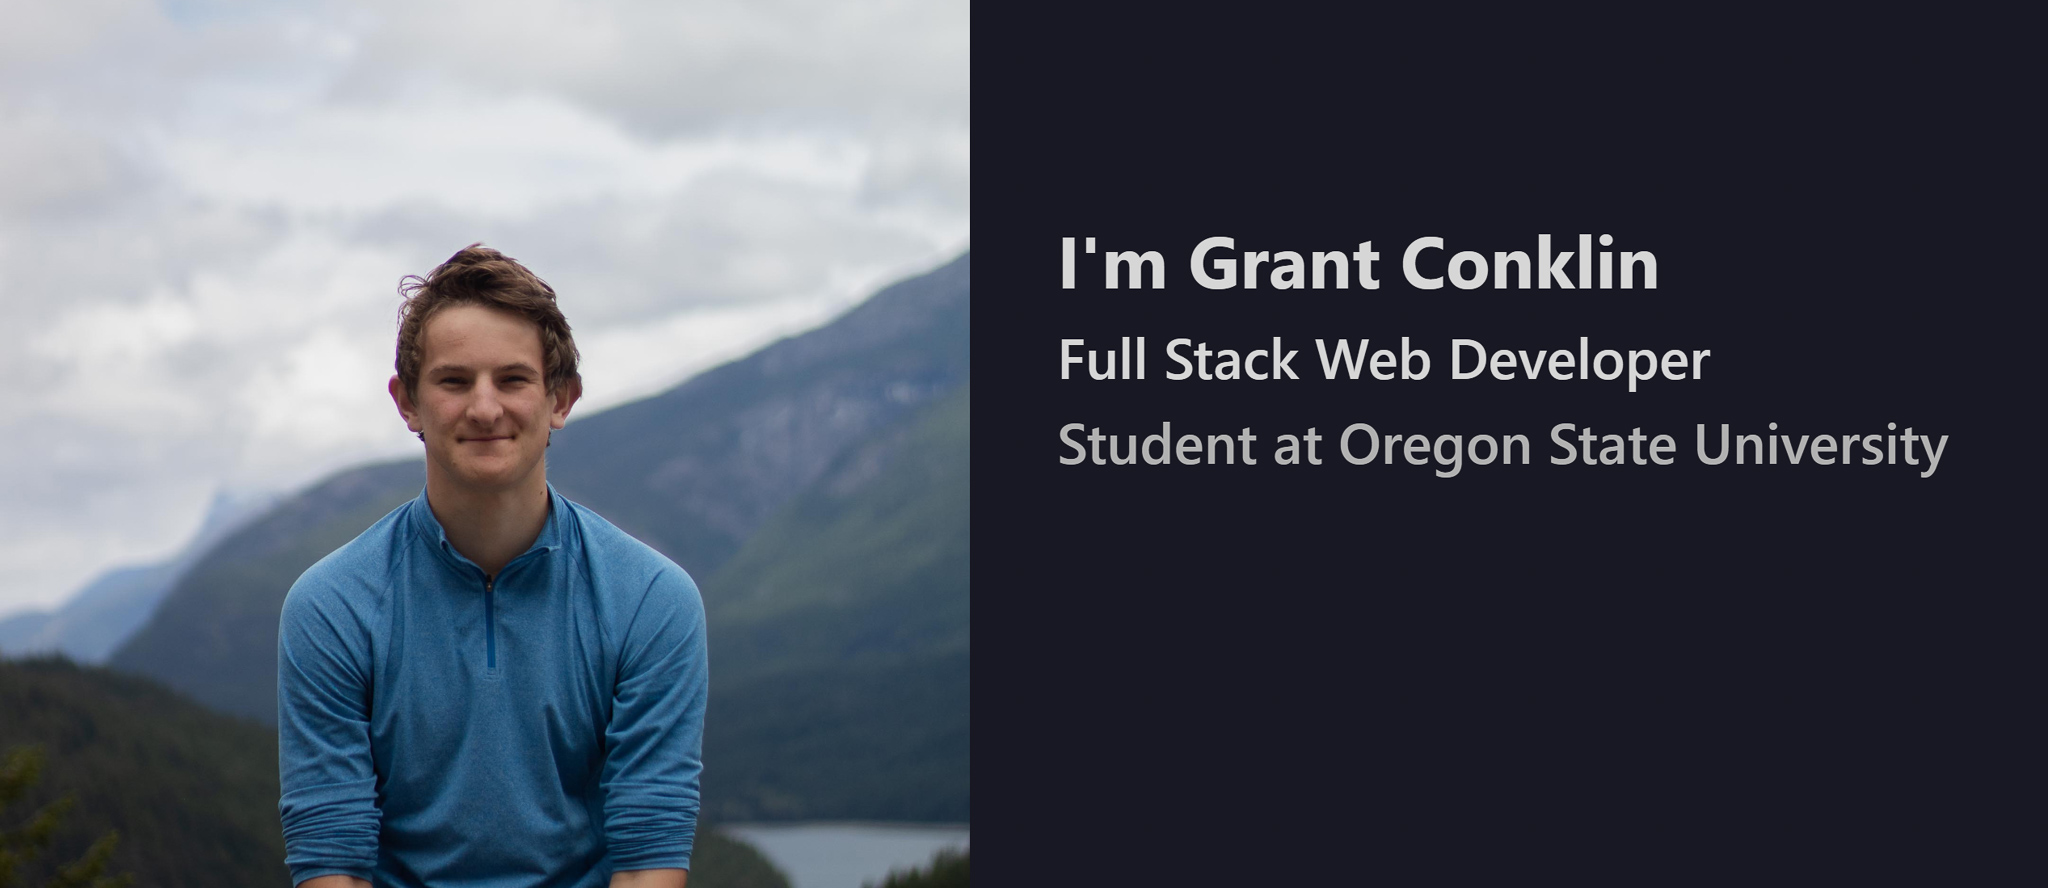 I'm Grant Conklin
Full Stack Web Developer
Student at Oregon State University